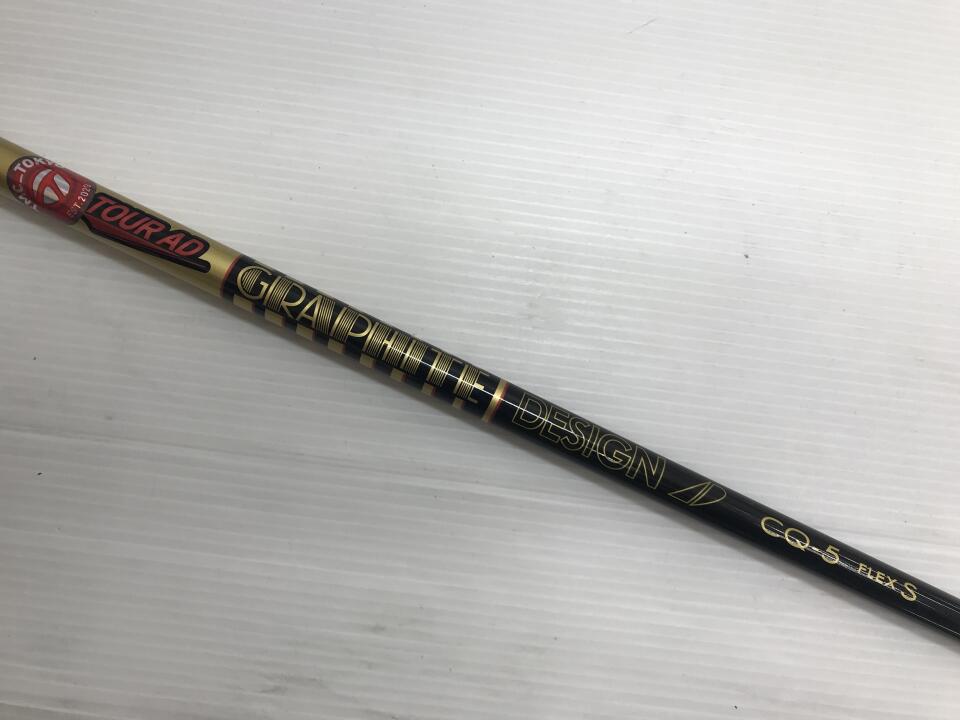 TOUR AD
GRAPHITE
DESIGN
CQ-5 FLEX S